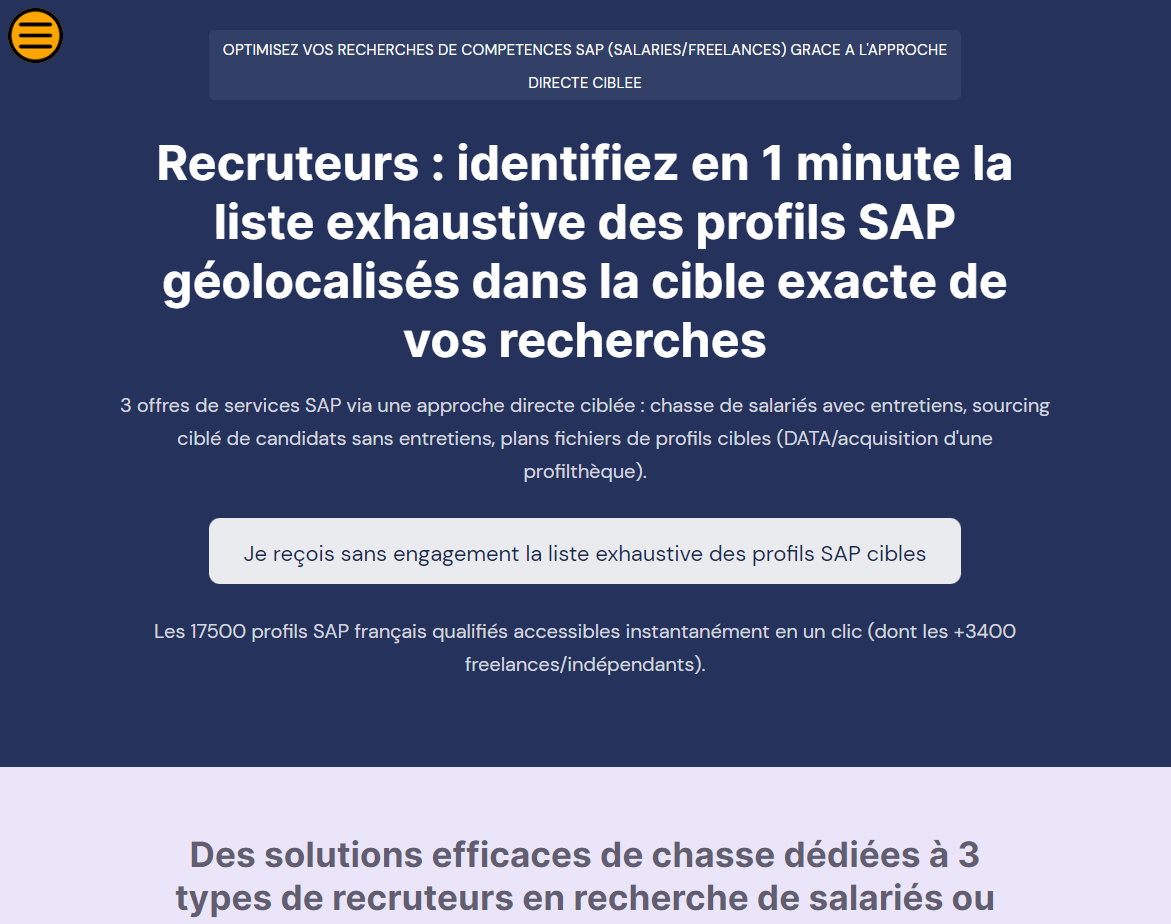 OPTIMISEZ VOS RECHERCHES DE COMPETENCES SAP (SALARIES/FREELANCES) GRACE A L'APPROCHE
DIRECTE CIBLEE
Recruteurs : identifiez en 1 minute la
liste exhaustive des profils SAP
géolocalisés dans la cible exacte de
vos recherches
3 offres de services SAP via une approche directe ciblée : chasse de salariés avec entretiens, sourcing
ciblé de candidats sans entretiens, plans fichiers de profils cibles (DATA/acquisition d'une
profilthèque).
Je reçois sans engagement la liste exhaustive des profils SAP cibles
Les 17500 profils SAP français qualifiés accessibles instantanément en un clic (dont les +3400
freelances/indépendants).
Des solutions efficaces de chasse dédiées à 3
types de recruteurs en recherche de salariés ou